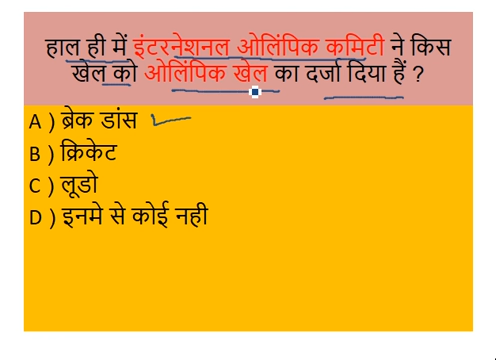 हाल ही में इंटरनेशनल ओलिंपिक कमिटी ने किस
खेल को ओलिंपिक खेल का दर्जा दिया हैं ?
A ) ब्रेक डांस
B ) क्रिकेट
C ) लूडो
D ) इनमे से कोई नही